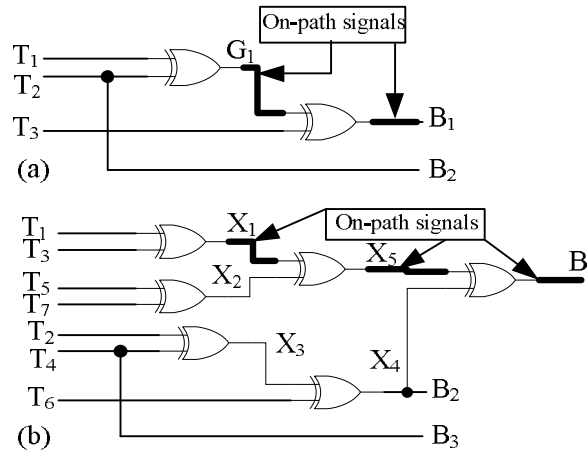 On-path signals
T1
G1
T2
T3
B1
(a)
B2
T1
X1
On-path signals
T3
X5
B
T5
X2
T7
T2
X3
X4
T4
T6
B2
(b)
B3